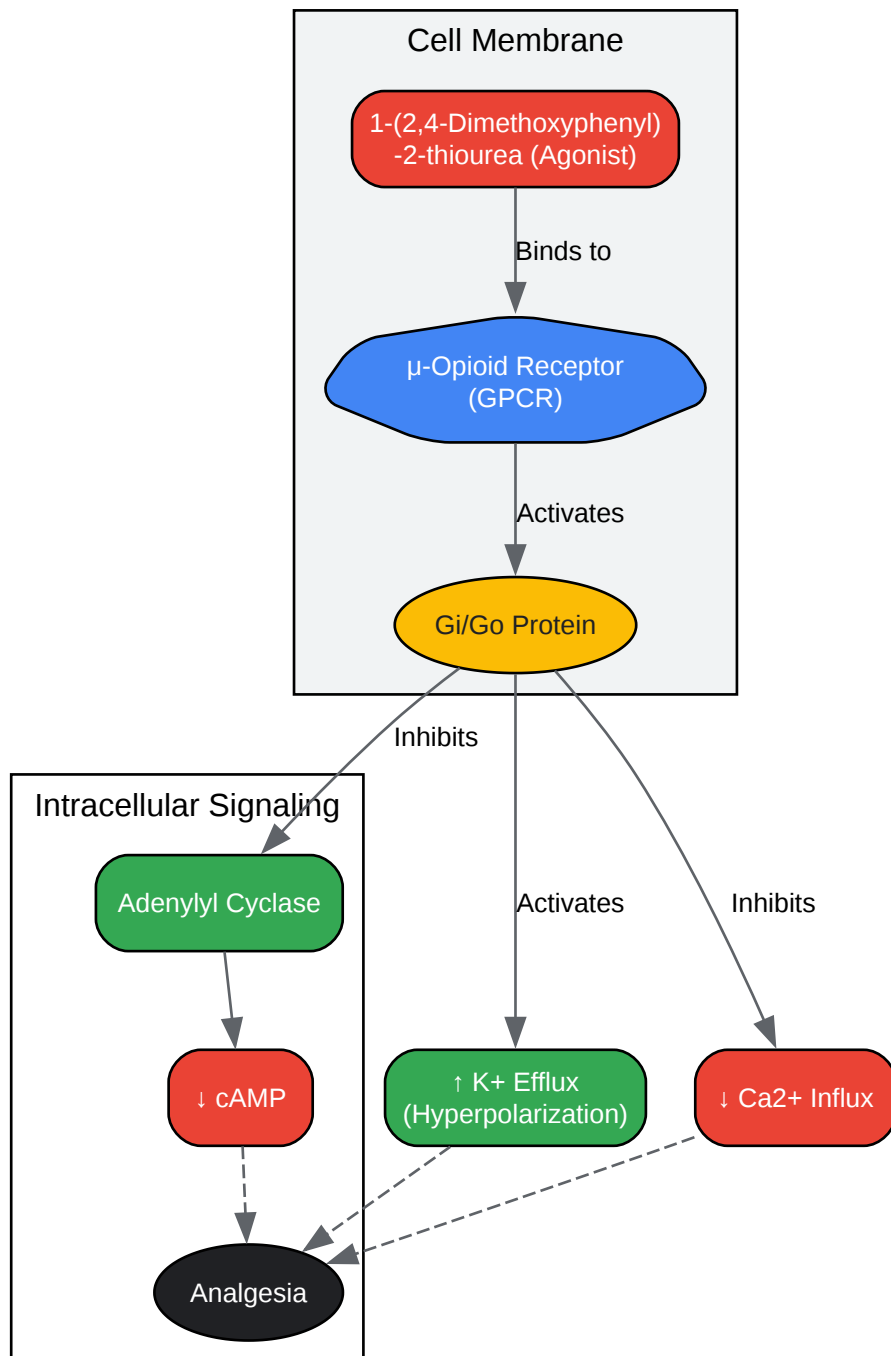 Cell Membrane
1-(2,4-Dimethoxyphenyl)
-2-thiourea (Agonist)
Binds to
μ-Opioid Receptor
(GPCR)
Activates
Gi/Go Protein
Inhibits
Intracellular Signaling
Adenylyl Cyclase
Activates
Inhibits
↓ cAMP
↑ K+ Efflux
(Hyperpolarization)
↓ Ca2+ Influx
Analgesia